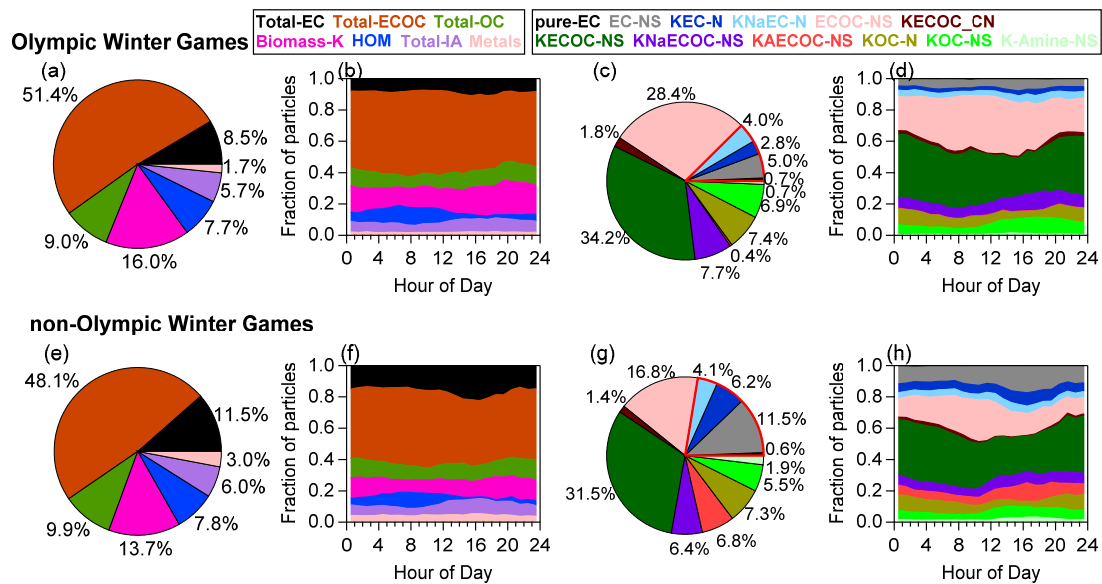 Total-EC Total-ECOC Total-OC
Biomass-K HOM Total-IA Metals
pure-EC EC-NS KEC-N KNaEC-N ECOC-NS KECOC_CN
KECOC-NS KNaECOC-NS KAECOC-NS KOC-N KOC-NS K-Amine-NS
Olympic Winter Games
(a)
51.4%
8.5%
1.7%
5.7%
7.7%
16.0%
9.0%
(b)
Fraction of particles
1.0
0.8
0.6
0.4
0.2
0.0
0 4 8 12 16 20 24
Hour of Day
(c)
28.4%
4.0%
2.8%
5.0%
0.7%
0.7%
6.9%
7.4%
0.4%
7.7%
34.2%
1.8%
(d)
Fraction of particles
1.0
0.8
0.6
0.4
0.2
0.0
0 4 8 12 16 20 24
Hour of Day
non-Olympic Winter Games
(e)
48.1%
11.5%
3.0%
6.0%
7.8%
13.7%
9.9%
(f)
Fraction of particles
1.0
0.8
0.6
0.4
0.2
0.0
0 4 8 12 16 20 24
Hour of Day
(g)
16.8%
4.1%
6.2%
11.5%
0.6%
1.9%
5.5%
7.3%
6.8%
6.4%
31.5%
1.4%
(h)
Fraction of particles
1.0
0.8
0.6
0.4
0.2
0.0
0 4 8 12 16 20 24
Hour of Day